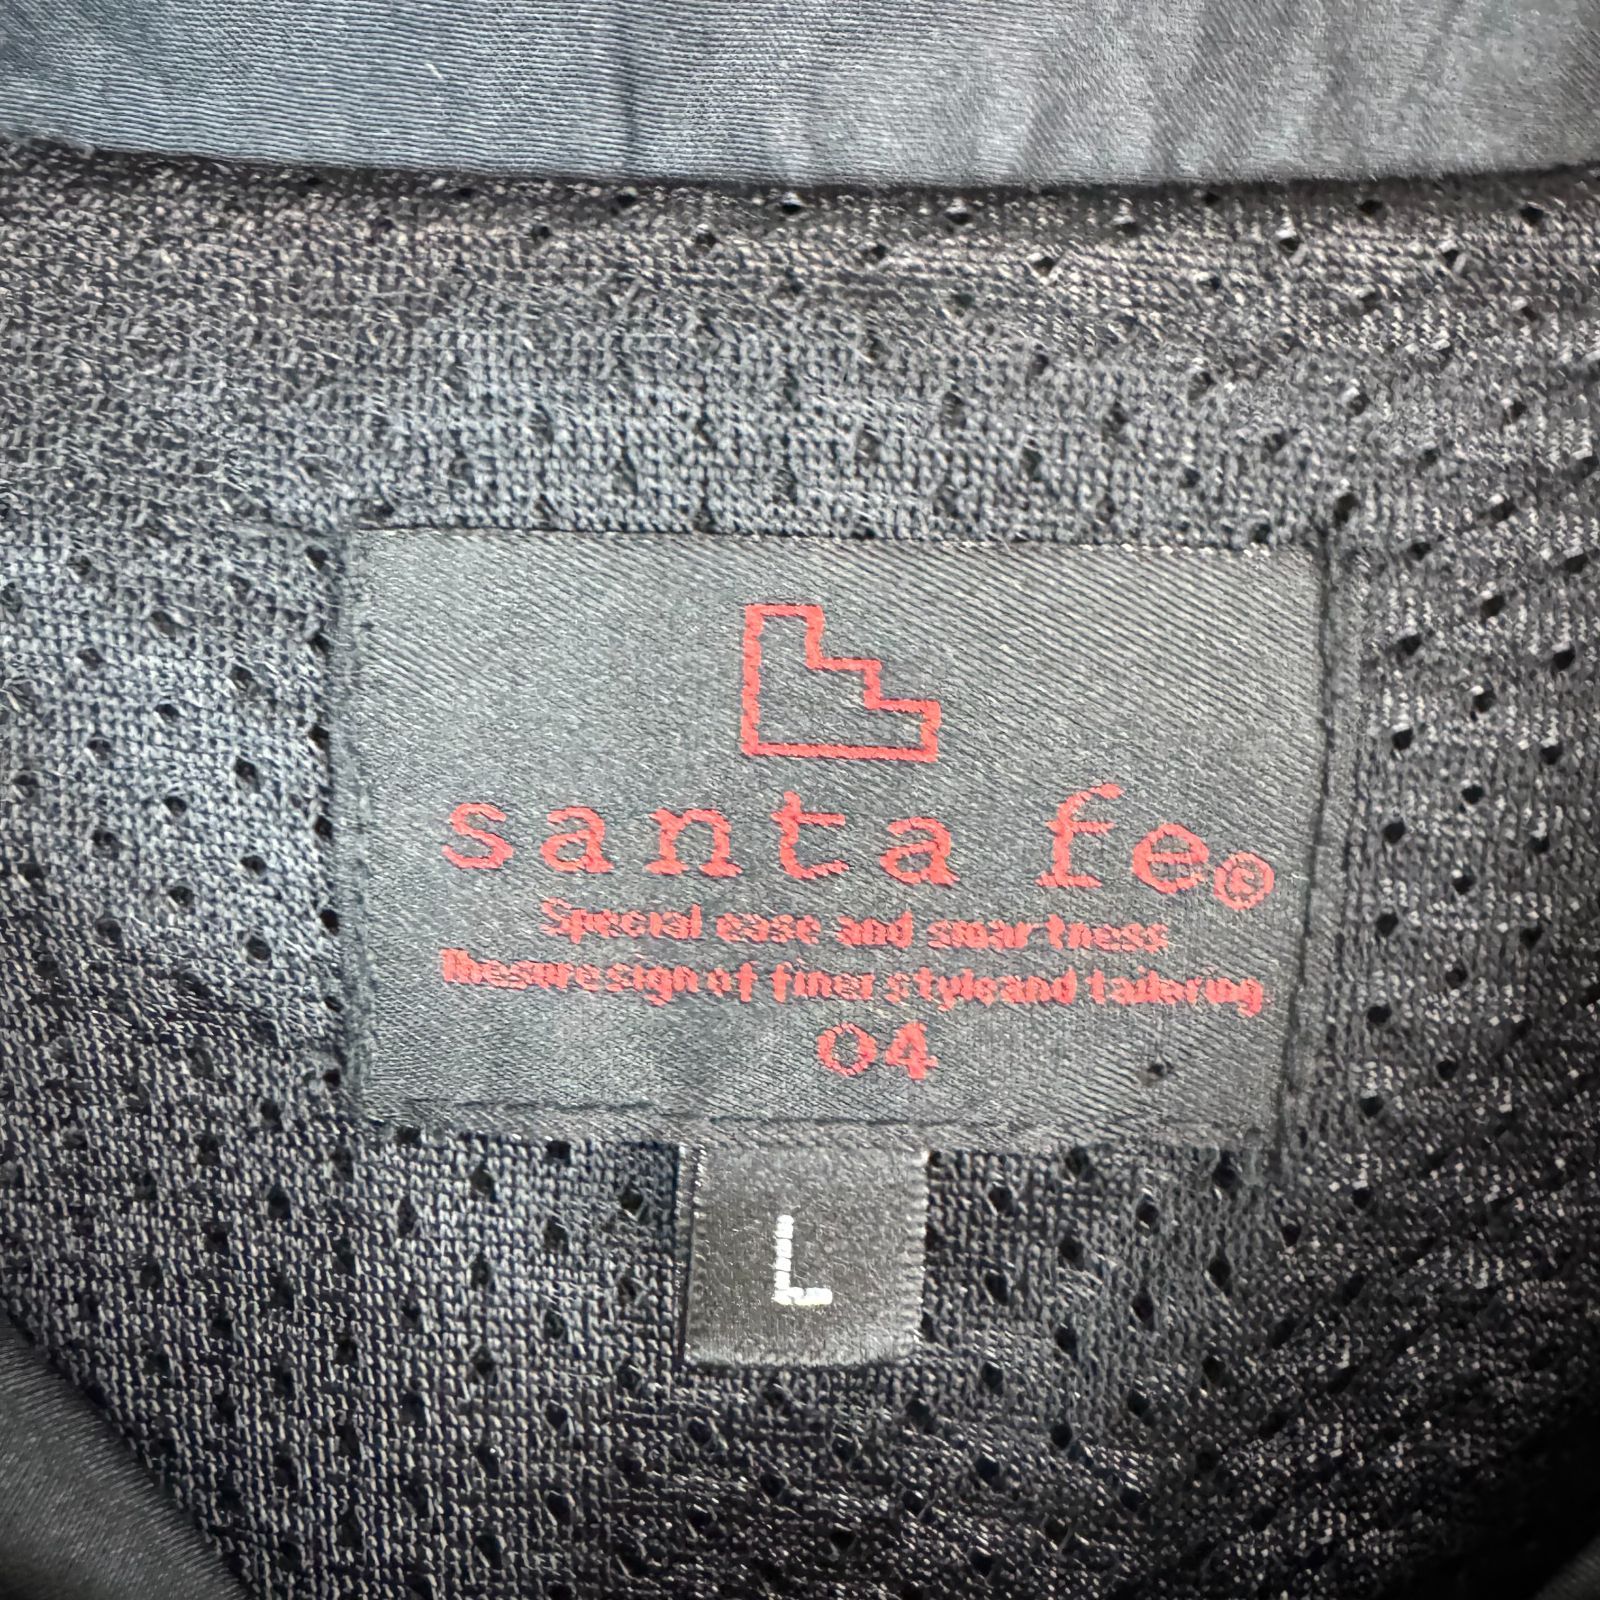 santa fe®
Special ease and smartness
The sure sign of finer style and tailoring
04
L